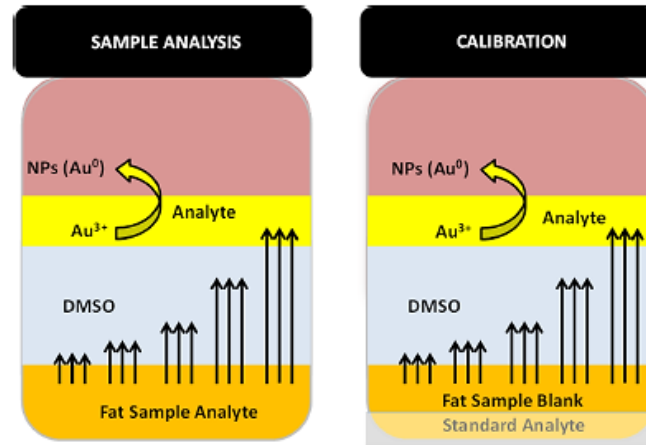 SAMPLE ANALYSIS
NPs (Au⁰)
Analyte
Au³⁺
DMSO
Fat Sample Analyte
CALIBRATION
NPs (Au⁰)
Analyte
Au³⁺
DMSO
Fat Sample Blank
Standard Analyte